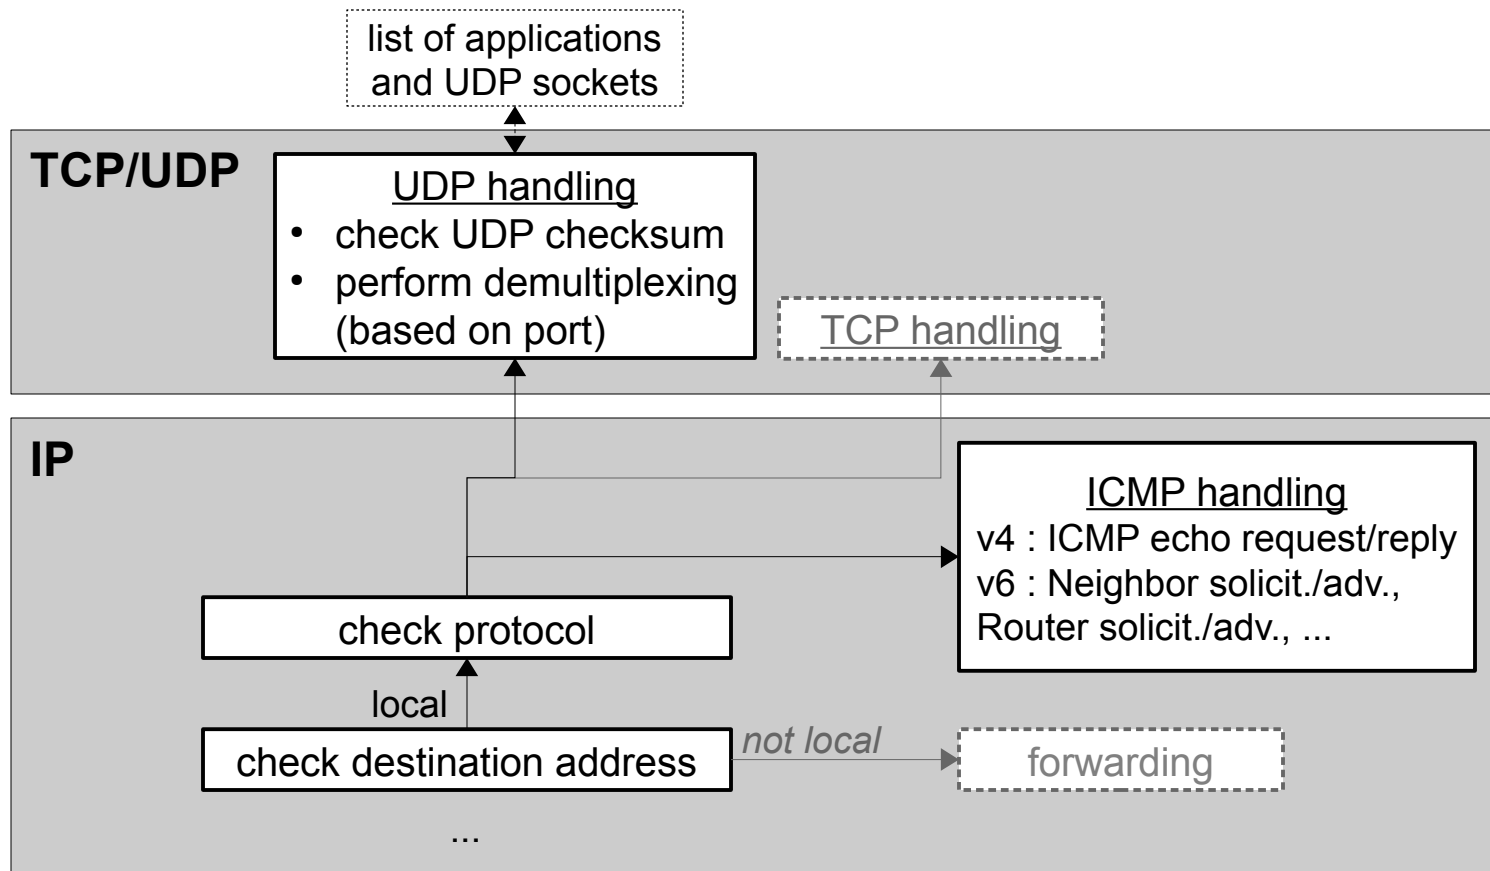 list of applications
and UDP sockets
TCP/UDP
UDP handling
• check UDP checksum
• perform demultiplexing
(based on port)
TCP handling
IP
ICMP handling
v4 : ICMP echo request/reply
v6 : Neighbor solicit./adv.,
Router solicit./adv., ...
check protocol
local
check destination address
not local
forwarding
...